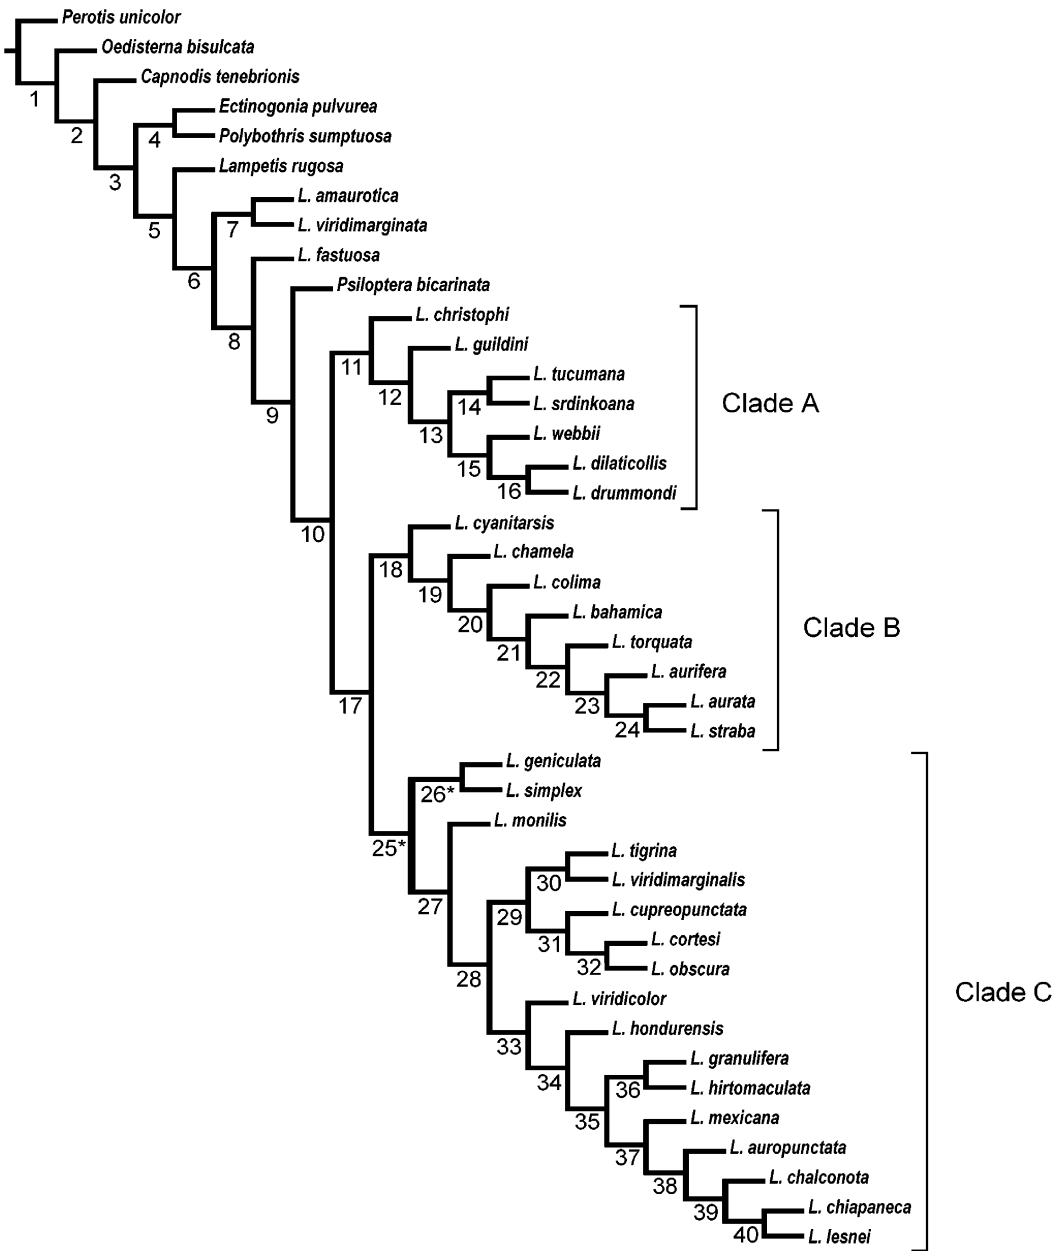 Perotis unicolor
Oedisterna bisulcata
Capnodis tenebrionis
1
Ectinogonia pulvurea
2
4
Polybothris sumptuosa
Lampetis rugosa
3
L. amaurotica
L. viridimarginata
5
7
L. fastuosa
6
Psiloptera bicarinata
L. christophi
8
L. guildini
11
L. tucumana
12
L. srdinkoana
14
Clade A
9
13
L. webbii
L. dilaticollis
15
16
L. drummondi
L. cyanitarsis
10
L. chamela
18
L. colima
19
L. bahamica
20
Clade B
L. torquata
21
L. aurifera
22
L. aurata
17
23
24
L. straba
L. geniculata
26*
L. simplex
L. monilis
25*
L. tigrina
L. viridimarginalis
30
27
L. cupreopunctata
29
L. cortesi
31
32
L. obscura
28
Clade C
L. viridicolor
L. hondurensis
33
L. granulifera
34
36
L. hirtomaculata
L. mexicana
35
L. auropunctata
37
L. chalconota
38
L. chiapaneca
39
40
L. lesnei